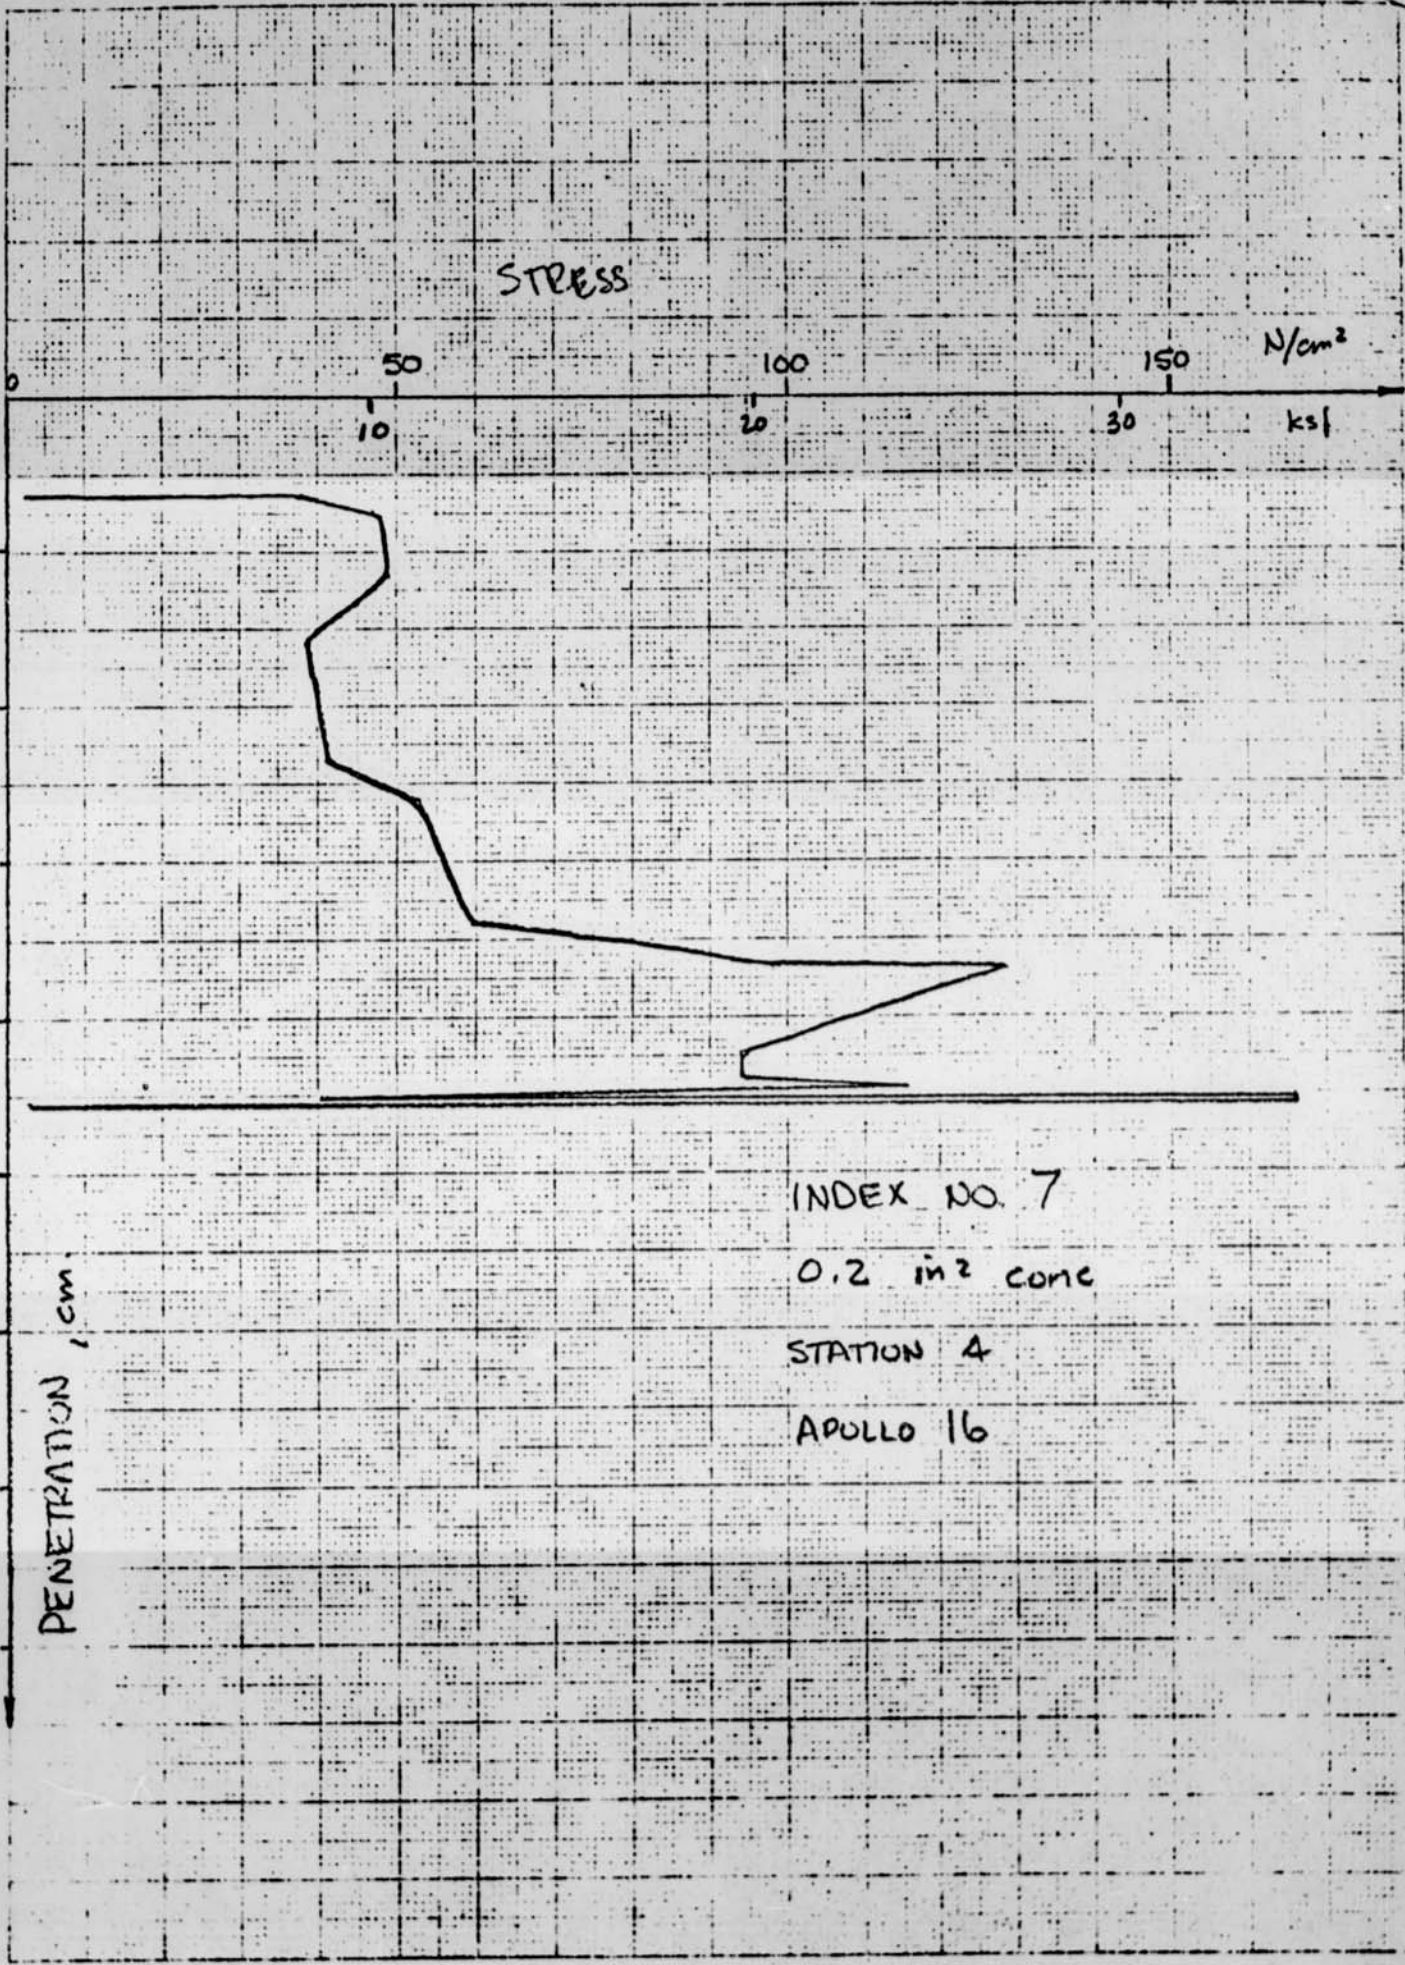 STRESS
0 50 100 150 N/cm²
10 20 30 ksf
PENETRATION, cm.
INDEX NO. 7
0.2 in² cone
STATION 4
APOLLO 16